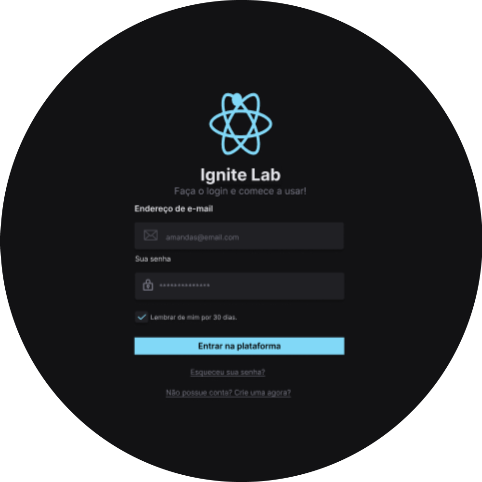 Ignite Lab
Faça o login e comece a usar!
Endereço de e-mail
amandas@email.com
Sua senha
**************
Lembrar de mim por 30 dias.
Entrar na plataforma
Esqueceu sua senha?
Não possue conta? Crie uma agora?